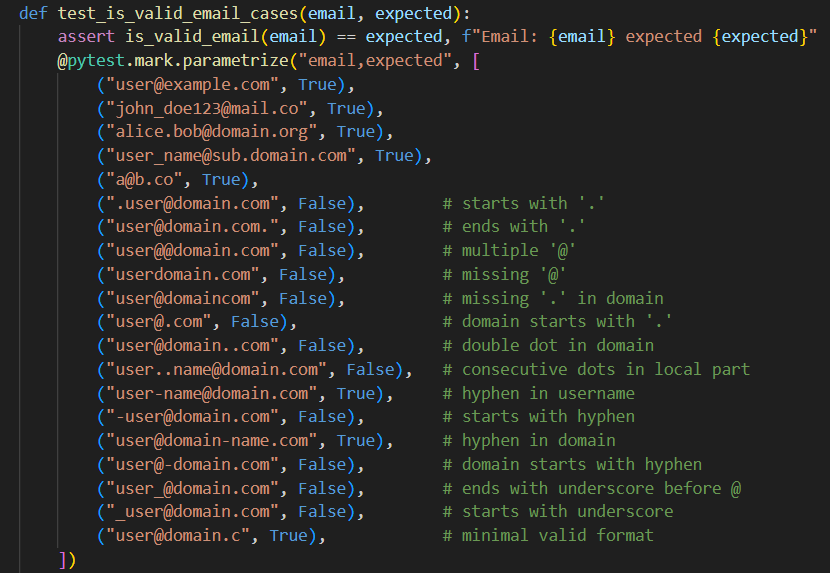 def test_is_valid_email_cases(email, expected):
    assert is_valid_email(email) == expected, f"Email: {email} expected {expected}"
    @pytest.mark.parametrize("email,expected", [
        ("user@example.com", True),
        ("john_doe123@mail.co", True),
        ("alice.bob@domain.org", True),
        ("user_name@sub.domain.com", True),
        ("a@b.co", True),
        (".user@domain.com", False),        # starts with '.'
        ("user@domain.com.", False),        # ends with '.'
        ("user@@domain.com", False),        # multiple '@'
        ("userdomain.com", False),          # missing '@'
        ("user@domaincom", False),          # missing '.' in domain
        ("user@.com", False),               # domain starts with '.'
        ("user@domain..com", False),        # double dot in domain
        ("user..name@domain.com", False),   # consecutive dots in local part
        ("user-name@domain.com", True),     # hyphen in username
        ("-user@domain.com", False),        # starts with hyphen
        ("user@domain-name.com", True),     # hyphen in domain
        ("user@-domain.com", False),        # domain starts with hyphen
        ("user_@domain.com", False),        # ends with underscore before @
        ("_user@domain.com", False),        # starts with underscore
        ("user@domain.c", True),            # minimal valid format
    ])